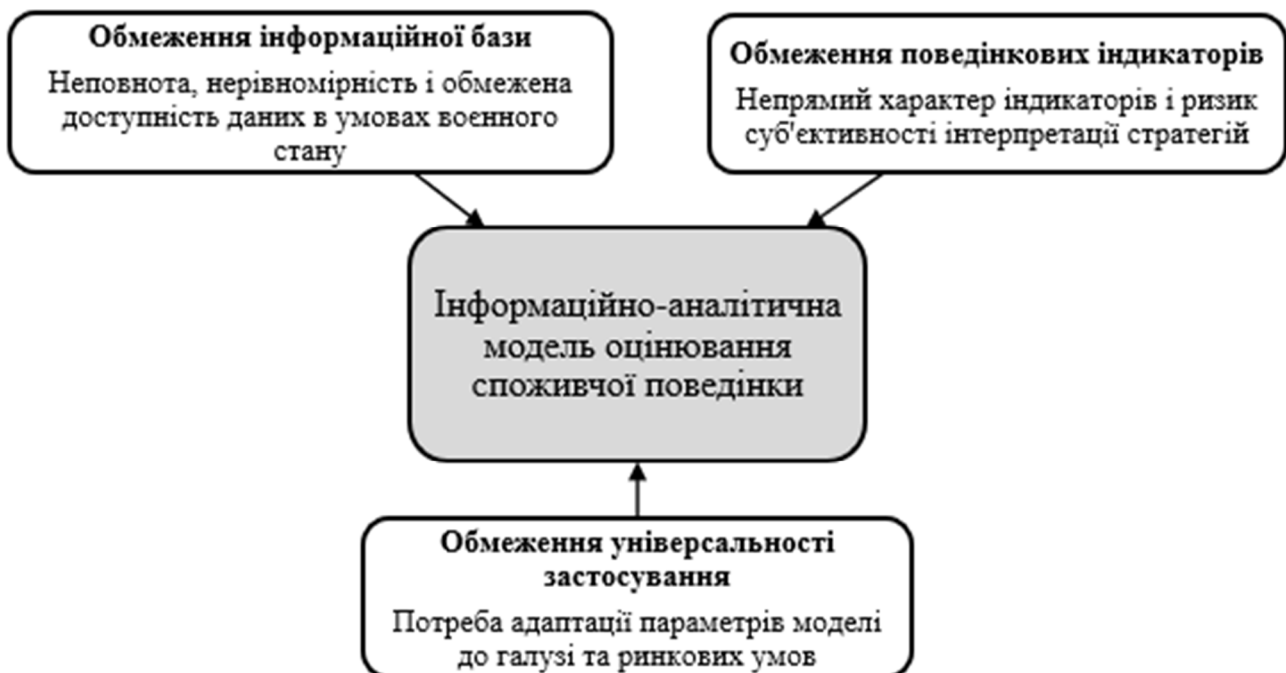 Обмеження інформаційної бази
Неповнота, нерівномірність і обмежена
доступність даних в умовах воєнного
стану
Обмеження поведінкових індикаторів
Непрямий характер індикаторів і ризик
суб'єктивності інтерпретації стратегій
Інформаційно-аналітична
модель оцінювання
споживчої поведінки
Обмеження універсальності
застосування
Потреба адаптації параметрів моделі
до галузі та ринкових умов